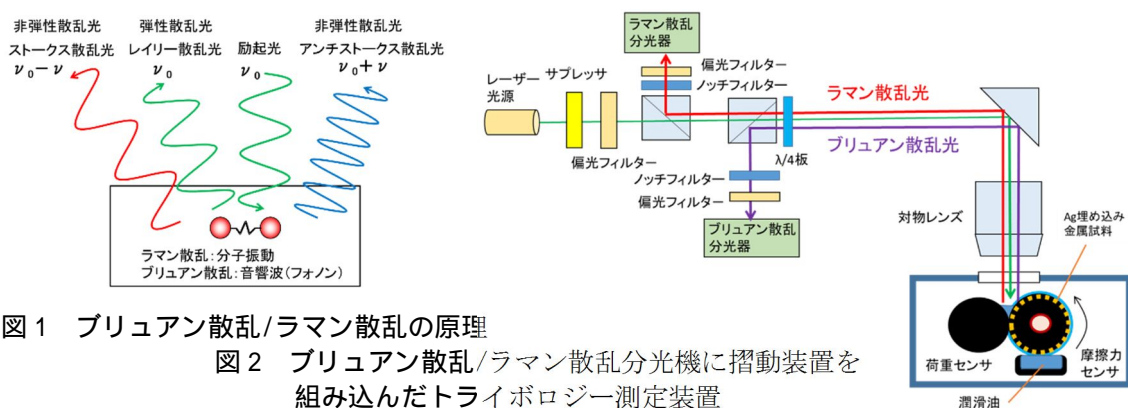 非弾性散乱光
ストークス散乱光
ν₀－ν
弾性散乱光
レイリー散乱光
ν₀
励起光
ν₀
非弾性散乱光
アンチストークス散乱光
ν₀＋ν
ラマン散乱：分子振動
ブリュアン散乱：音響波（フォノン）
図1　ブリュアン散乱/ラマン散乱の原理
ラマン散乱
分光器
偏光フィルター
ノッチフィルター
レーザー
光源
サプレッサ
偏光フィルター
ラマン散乱光
ブリュアン散乱光
λ/4板
ノッチフィルター
偏光フィルター
ブリュアン散乱
分光器
対物レンズ
Ag埋め込み
金属試料
荷重センサ
摩擦力
センサ
潤滑油
図2　ブリュアン散乱/ラマン散乱分光機に摺動装置を
組み込んだトライボロジー測定装置